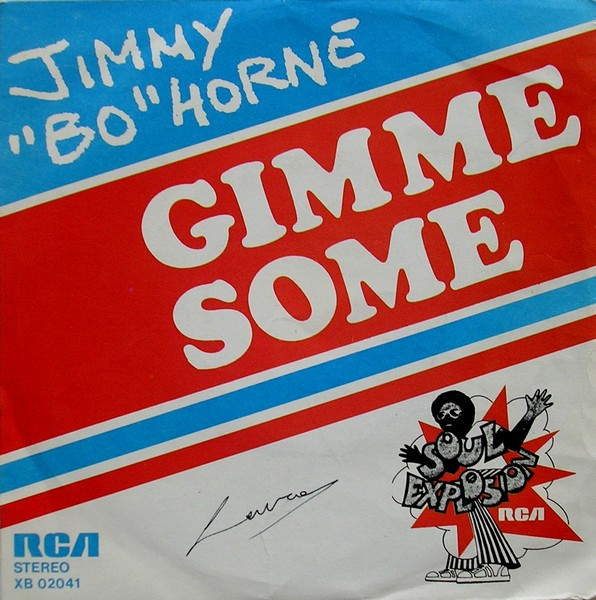 JIMMY
"BO" HORNE
GIMME
SOME
SOUL
EXPLOSION
RCA
RCA
STEREO
XB 02041